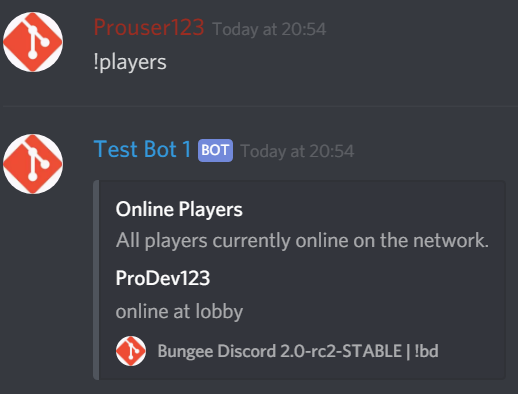 Prouser123 Today at 20:54
!players
Test Bot 1 BOT Today at 20:54
Online Players
All players currently online on the network.
ProDev123
online at lobby
Bungee Discord 2.0-rc2-STABLE | !bd